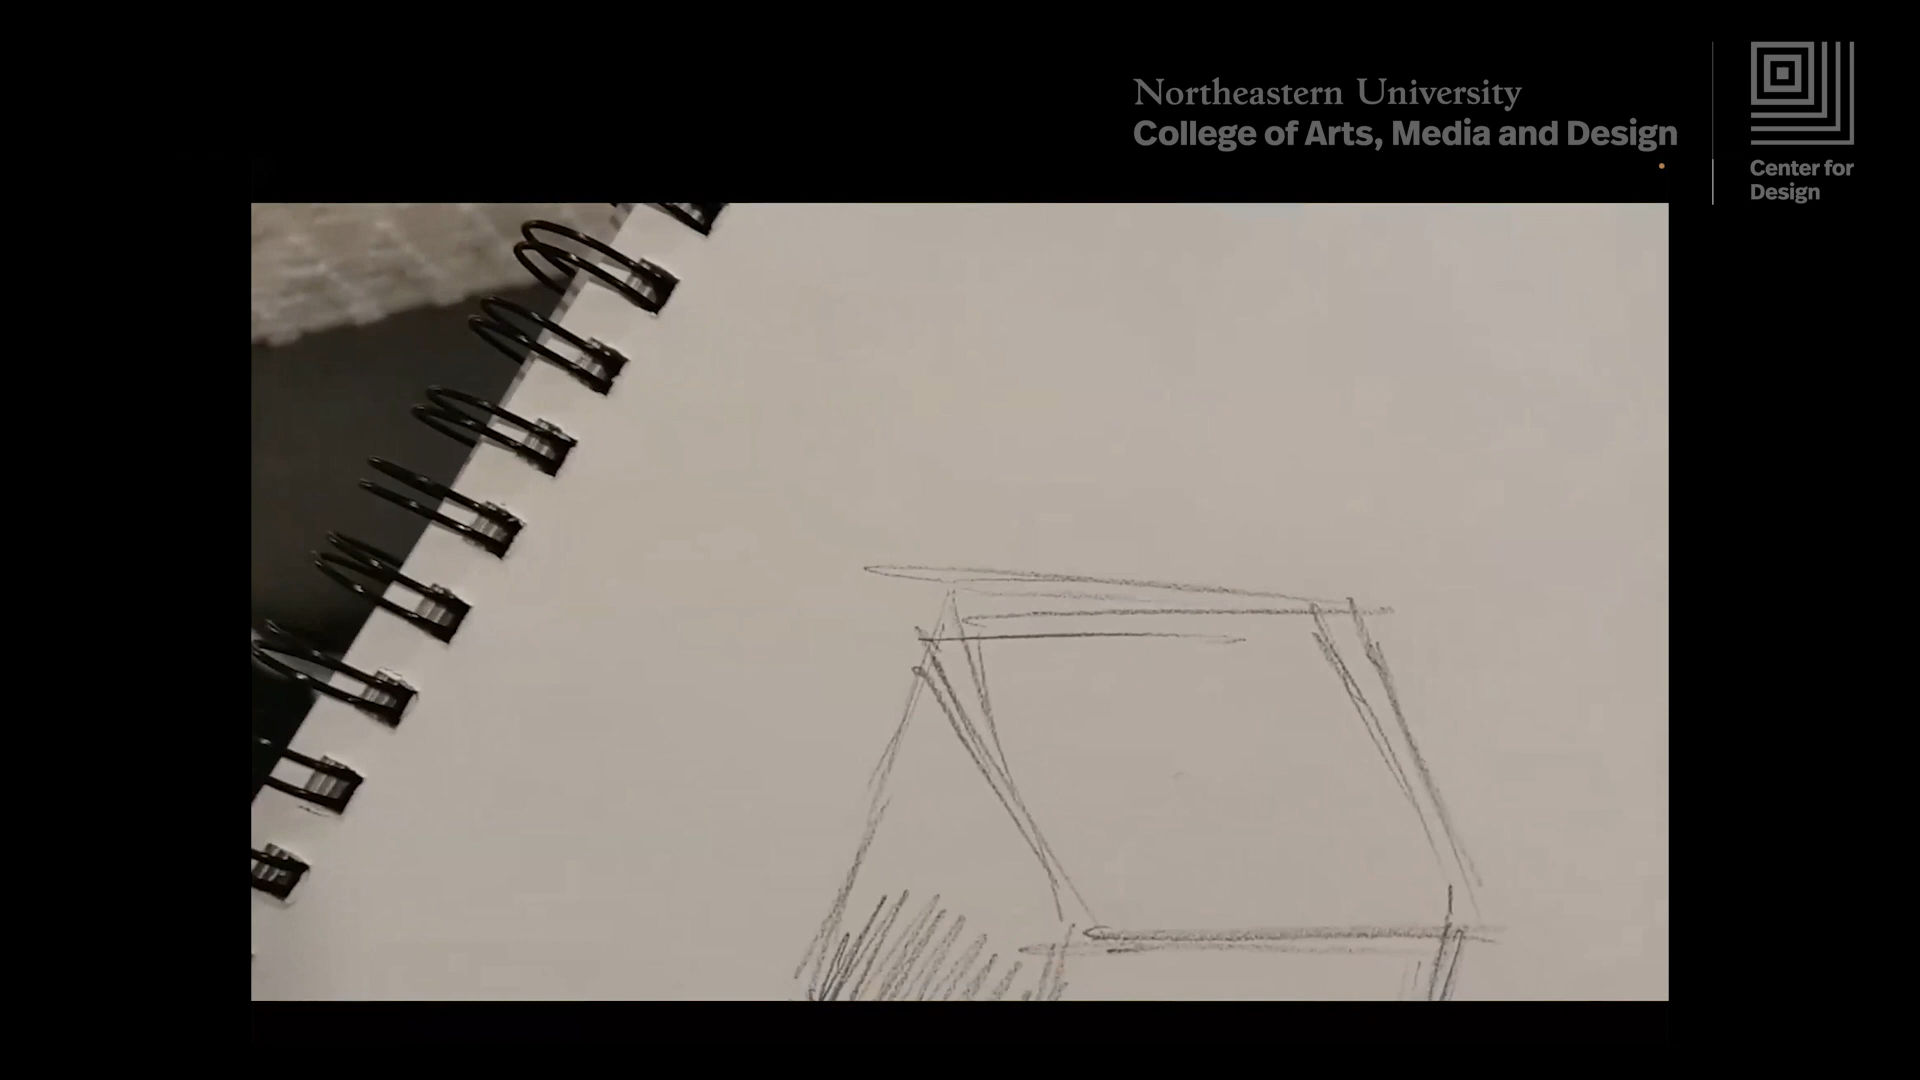 Northeastern University
College of Arts, Media and Design
Center for
Design